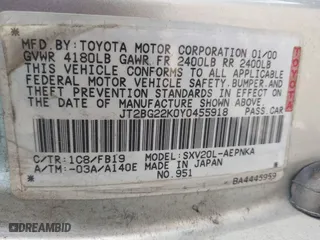 MFD.BY:TOYOTA MOTOR CORPORATION 01/00
GVWR 4180LB GAWR FR 2400LB RR 2400LB
THIS VEHICLE CONFORMS TO ALL APPLICABLE
FEDERAL MOTOR VEHICLE SAFETY, BUMPER, AND
THEFT PREVENTION STANDARDS IN EFFECT ON
THE DATE OF MANUFACTURE SHOWN ABOVE.
JT2BG22K0Y0455918 PASS.CAR
C/TR:1C8/FB19 MODEL:SXV20L-AEPNKA
A/TM:-03A/A140E MADE IN JAPAN
NO.951
BA4443959